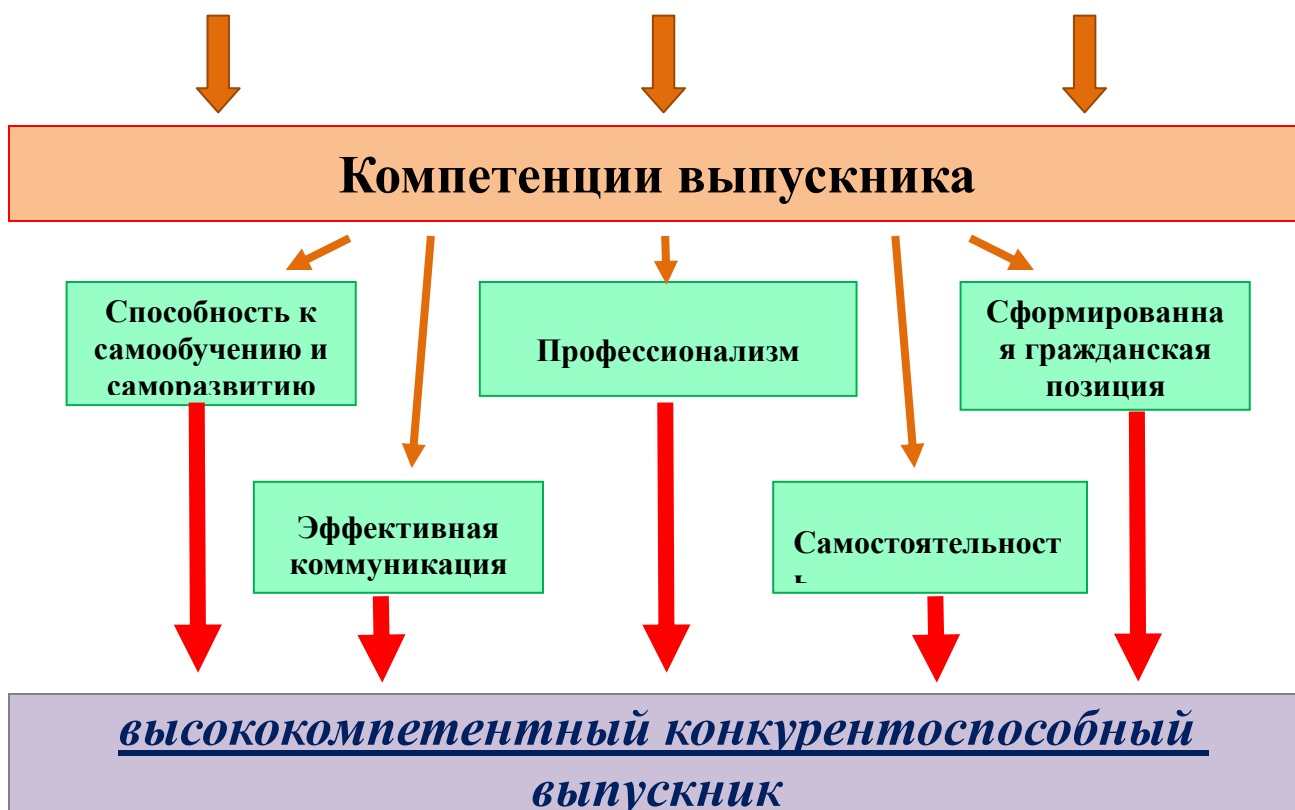 Компетенции выпускника
Способность к
самообучению и
саморазвитию
Профессионализм
Сформированна
я гражданская
позиция
Эффективная
коммуникация
Самостоятельност
ь
высококомпетентный конкурентоспособный
выпускник